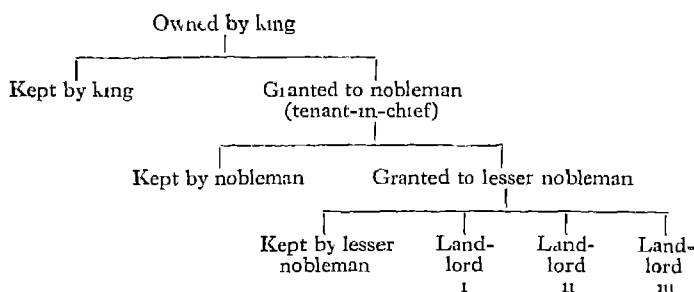 Owned by king
Kept by king
Granted to nobleman
(tenant-in-chief)
Kept by nobleman
Granted to lesser nobleman
Kept by lesser
nobleman
Land-
lord
I
Land-
lord
II
Land-
lord
III